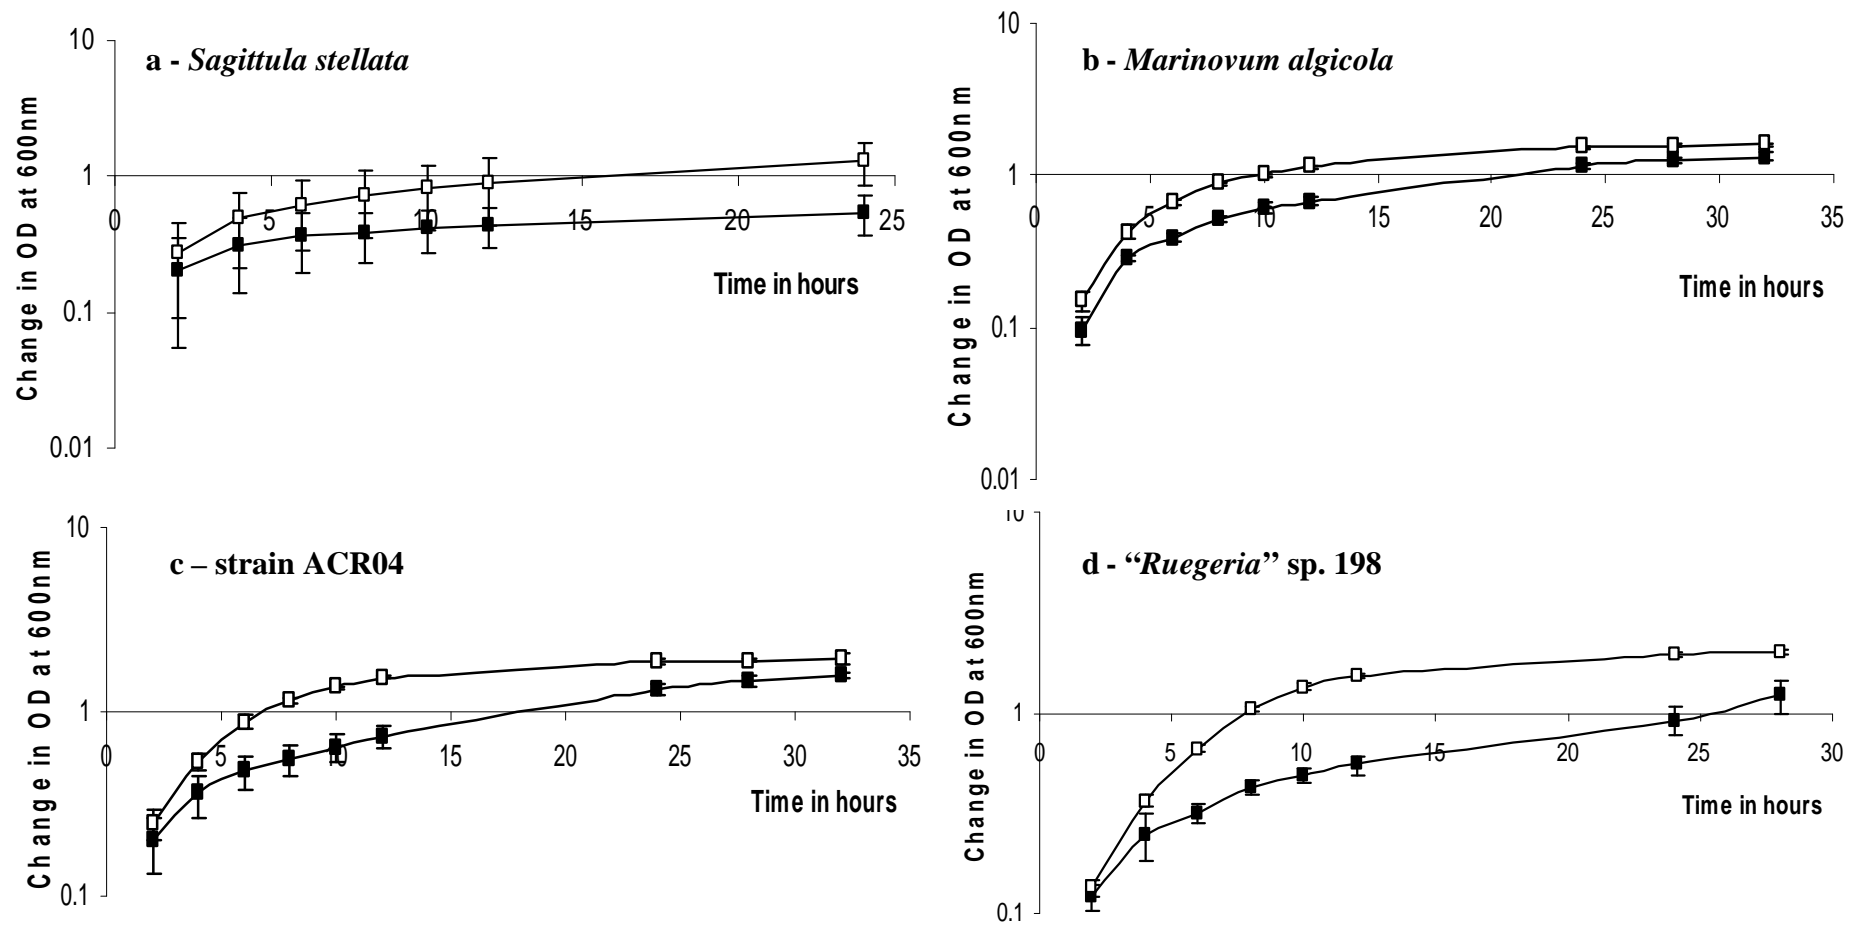 a - Sagittula stellata
Change in OD at 600nm
10
1
0.1
0.01
0 5 10 15 20 25
Time in hours
b - Marinovum algicola
Change in OD at 600nm
10
1
0.1
0.01
0 5 10 15 20 25 30 35
Time in hours
c – strain ACR04
Change in OD at 600nm
10
1
0.1
0 5 10 15 20 25 30 35
Time in hours
d - “Ruegeria” sp. 198
Change in OD at 600nm
10
1
0.1
0 5 10 15 20 25 30
Time in hours